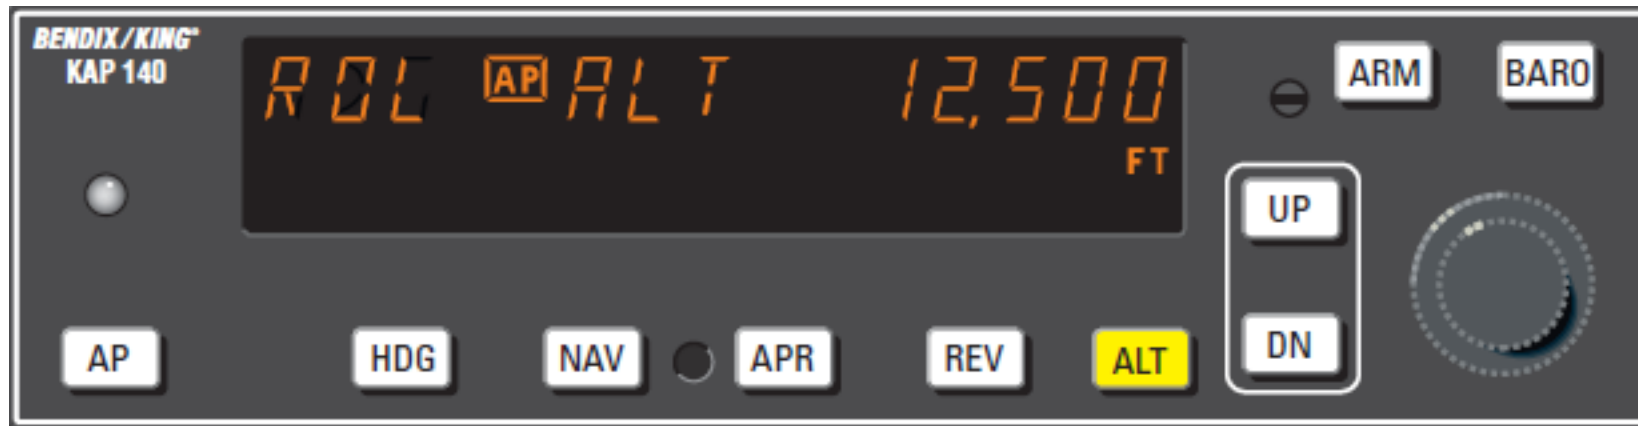 BENDIX/KING®
KAP 140
ROL AP ALT 12,500
FT
ARM BARO
UP
DN
AP HDG NAV APR REV ALT